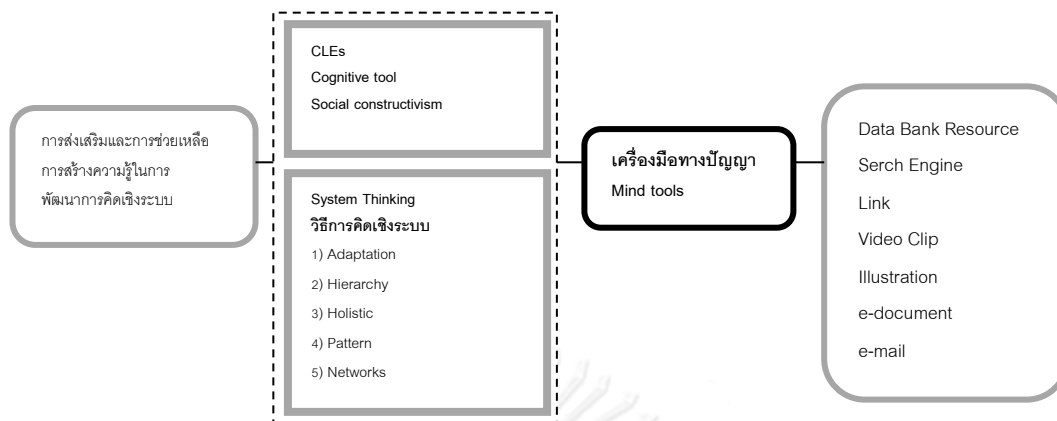 การส่งเสริมและการช่วยเหลือ
การสร้างความรู้ในการ
พัฒนาการคิดเชิงระบบ
CLEs
Cognitive tool
Social constructivism
System Thinking
วิธีการคิดเชิงระบบ
1) Adaptation
2) Hierarchy
3) Holistic
4) Pattern
5) Networks
เครื่องมือทางปัญญา
Mind tools
Data Bank Resource
Serch Engine
Link
Video Clip
Illustration
e-document
e-mail